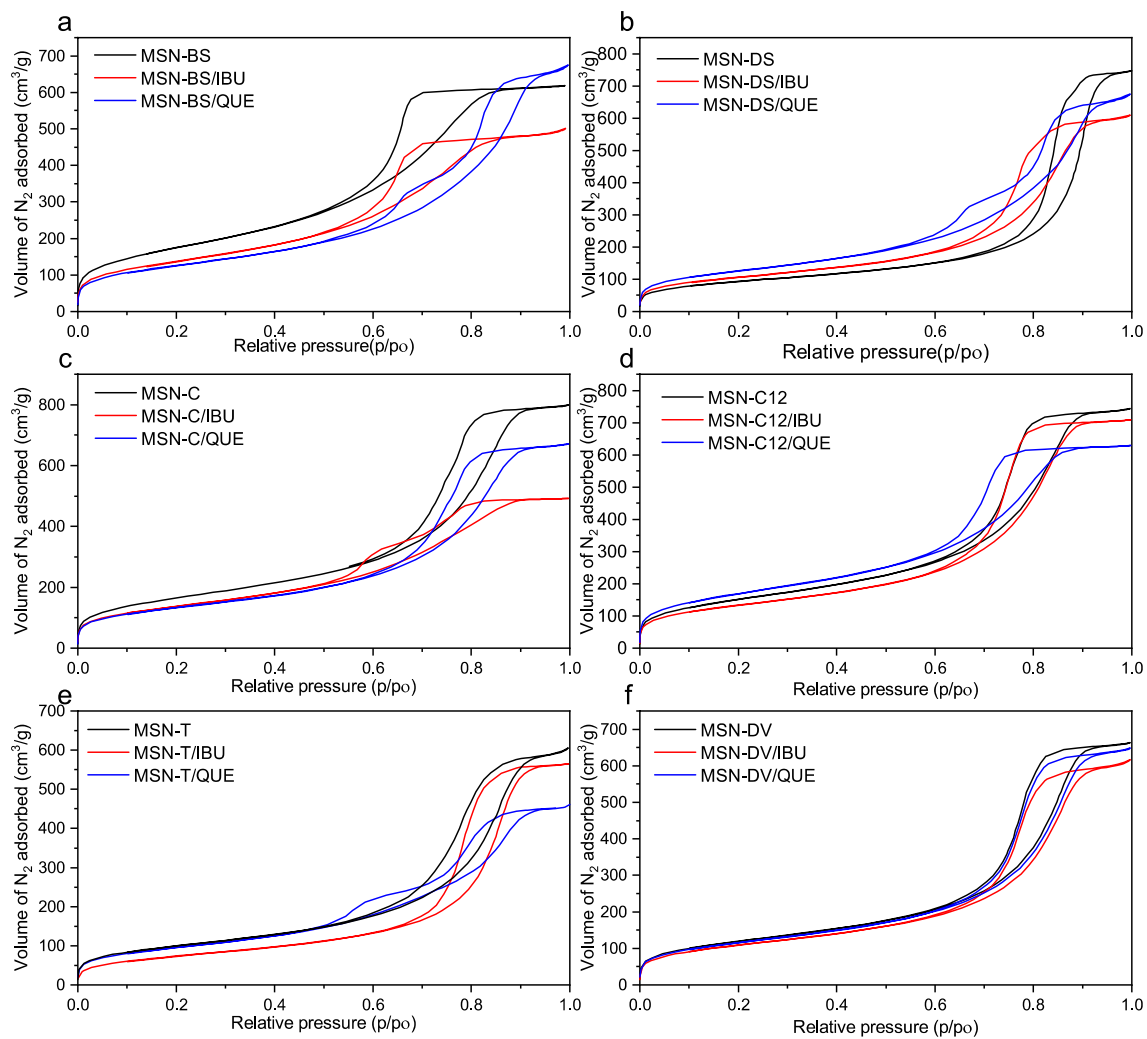 a
MSN-BS
MSN-BS/IBU
MSN-BS/QUE
Volume of N₂ adsorbed (cm³/g)
700
600
500
400
300
200
100
0
0.0 0.2 0.4 0.6 0.8 1.0
Relative pressure(p/po)
b
MSN-DS
MSN-DS/IBU
MSN-DS/QUE
Volume of N₂ adsorbed (cm³/g)
800
700
600
500
400
300
200
100
0
0.0 0.2 0.4 0.6 0.8 1.0
Relative pressure(p/po)
c
MSN-C
MSN-C/IBU
MSN-C/QUE
Volume of N₂ adsorbed (cm³/g)
800
600
400
200
0
0.0 0.2 0.4 0.6 0.8 1.0
Relative pressure (p/po)
d
MSN-C12
MSN-C12/IBU
MSN-C12/QUE
Volume of N₂ adsorbed (cm³/g)
800
700
600
500
400
300
200
100
0
0.0 0.2 0.4 0.6 0.8 1.0
Relative pressure (p/po)
e
MSN-T
MSN-T/IBU
MSN-T/QUE
Volume of N₂ adsorbed (cm³/g)
700
600
500
400
300
200
100
0
0.0 0.2 0.4 0.6 0.8 1.0
Relative pressure (p/po)
f
MSN-DV
MSN-DV/IBU
MSN-DV/QUE
Volume of N₂ adsorbed (cm³/g)
700
600
500
400
300
200
100
0
0.0 0.2 0.4 0.6 0.8 1.0
Relative pressure (p/po)